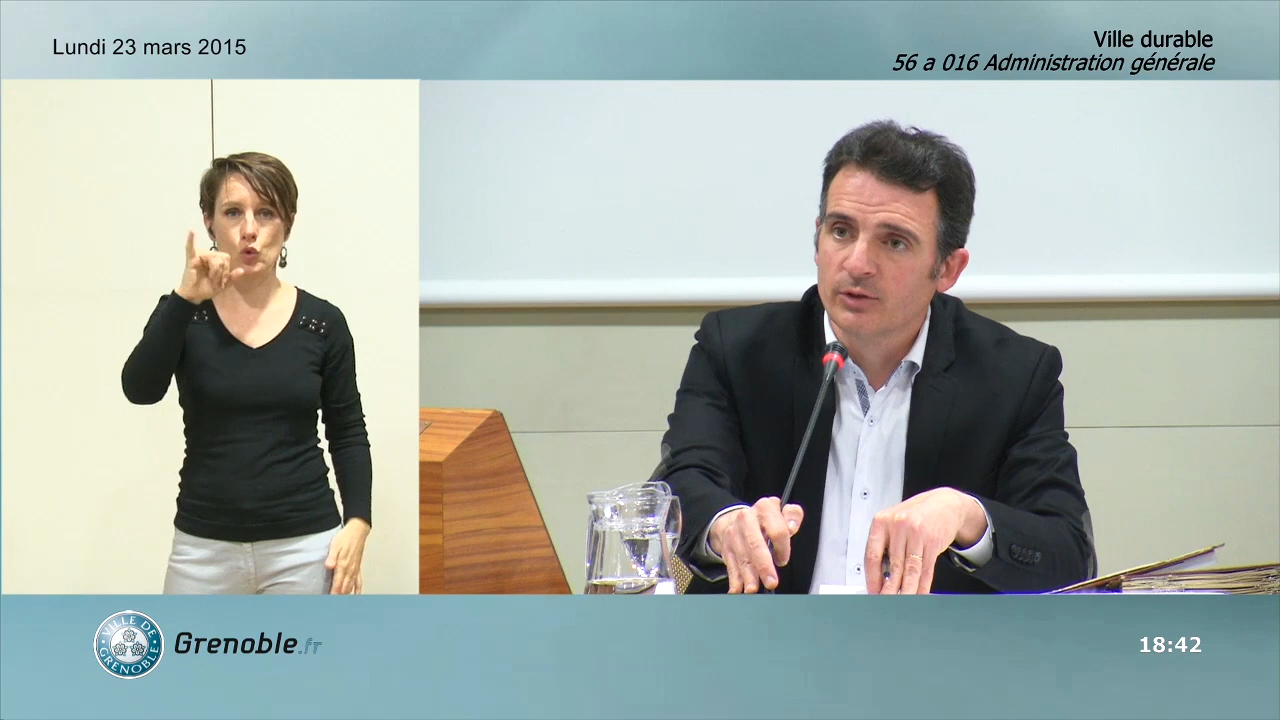 Lundi 23 mars 2015
Ville durable
56 a 016 Administration générale
VILLE DE GRENOBLE
Grenoble.fr
18:42